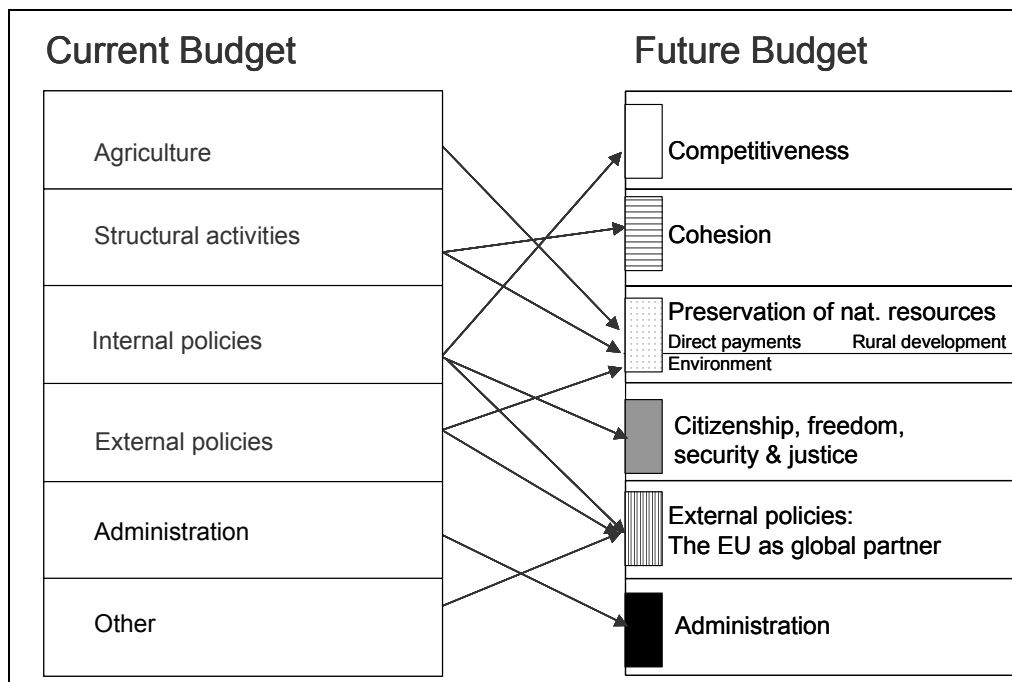 Current Budget
Future Budget
Agriculture
Structural activities
Internal policies
External policies
Administration
Other
Competitiveness
Cohesion
Preservation of nat. resources
Direct payments Rural development
Environment
Citizenship, freedom,
security & justice
External policies:
The EU as global partner
Administration